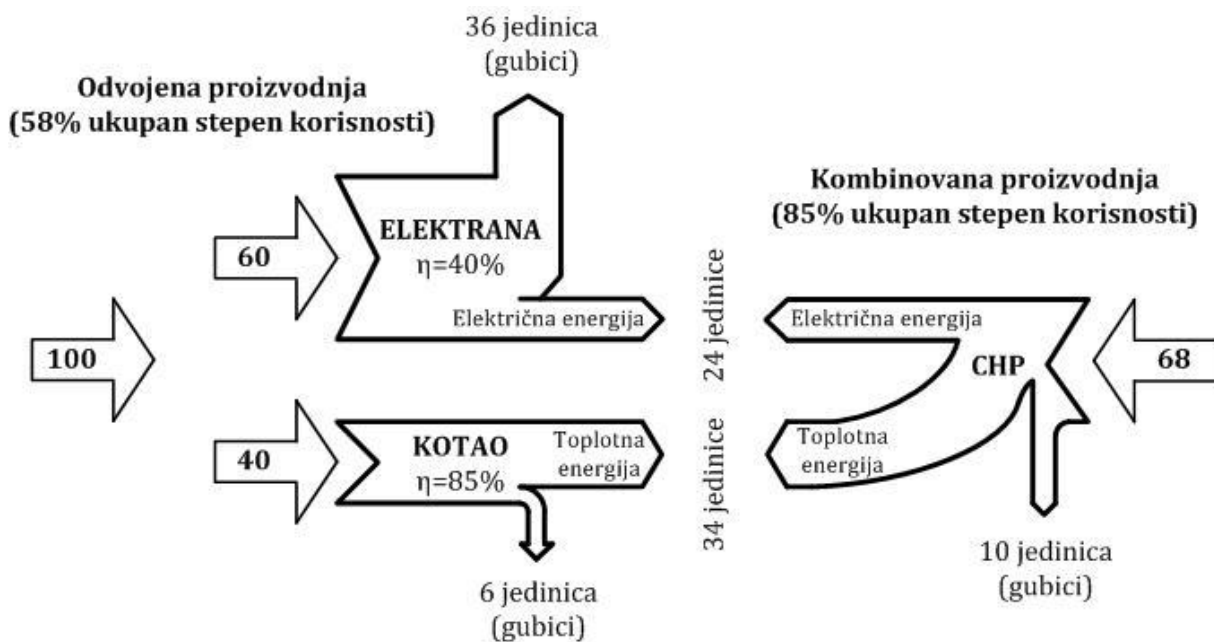 36 jedinica
(gubici)
Odvojena proizvodnja
(58% ukupan stepen korisnosti)
60
ELEKTRANA
η=40%
Električna energija
100
40
KOTAO
η=85%
Toplotna
energija
6 jedinica
(gubici)
24 jedinice
34 jedinice
Kombinovana proizvodnja
(85% ukupan stepen korisnosti)
Električna energija
CHP
68
Toplotna
energija
10 jedinica
(gubici)